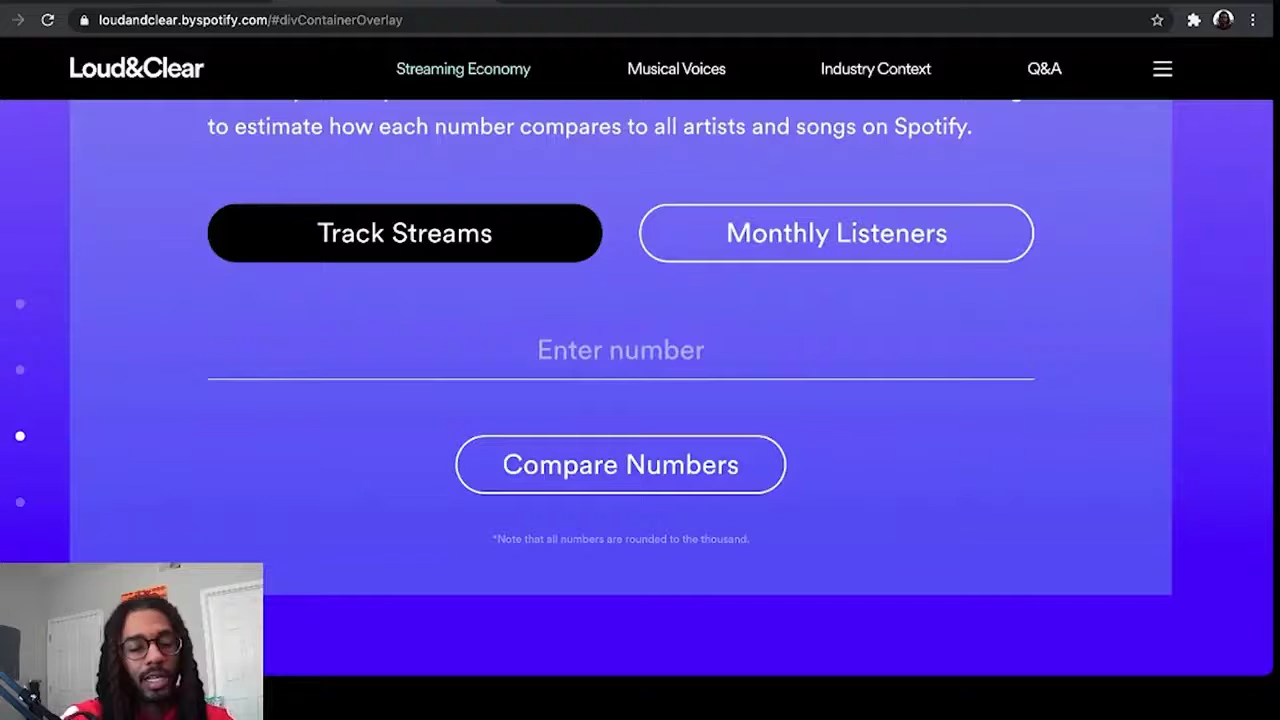 loudandclear.byspotify.com/#divContainerOverlay
Loud&Clear
Streaming Economy
Musical Voices
Industry Context
Q&A
to estimate how each number compares to all artists and songs on Spotify.
Track Streams
Monthly Listeners
Enter number
Compare Numbers
*Note that all numbers are rounded to the thousand.